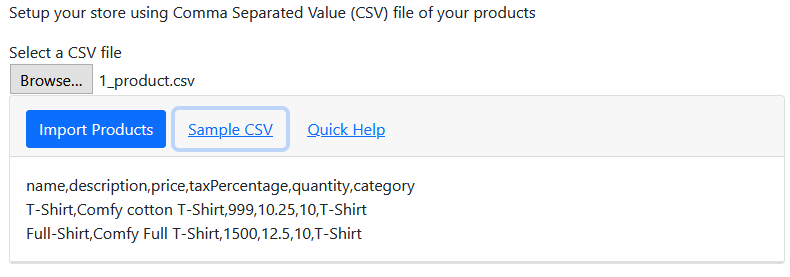 Setup your store using Comma Separated Value (CSV) file of your products
Select a CSV file
Browse... 1_product.csv
Import Products Sample CSV Quick Help
name,description,price,taxPercentage,quantity,category
T-Shirt,Comfy cotton T-Shirt,999,10.25,10,T-Shirt
Full-Shirt,Comfy Full T-Shirt,1500,12.5,10,T-Shirt